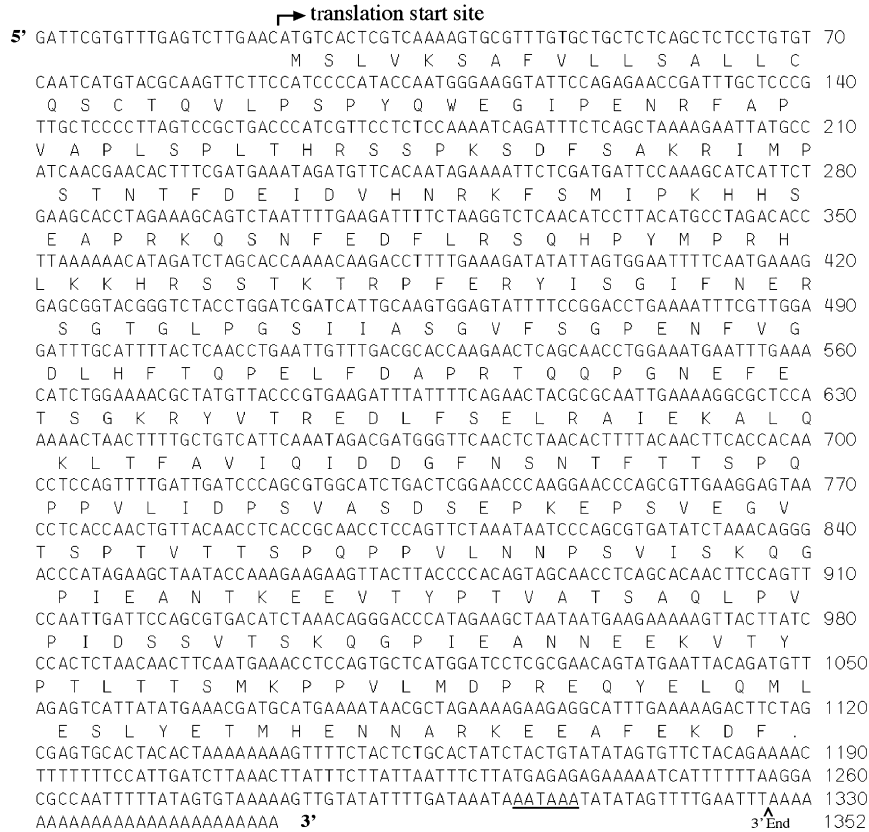 translation start site
5' GATTCGTGTTTGAGTCTTGAACATGTCACTCGTCAAAAGTGCGTTTGTGCTGCTCTCAGCTCTCCTGTGT 70
M S L V K S A F V L L S A L L C
CAATCATGTACGCAAGTTCTTCCATCCCCATACCAATGGGAAGGTATTCCAGAGAACCGATTTGCTCCCG 140
Q S C T Q V L P S P Y Q W E G I P E N R F A P
TTGCTCCCCTTAGTCCGCTGACCCATCGTTCCTCTCCAAAATCAGATTTCTCAGCTAAAAGAATTATGCC 210
V A P L S P L T H R S S P K S D F S A K R I M P
ATCAACGAACACTTTCGATGAAATAGATGTTCACAATAGAAAATTCTCGATGATTCCAAAGCATCATTCT 280
S T N T F D E I D V H N R K F S M I P K H H S
GAAGCACCTAGAAAGCAGTCTAATTTTGAAGATTTTCTAAGGTCTCAACATCCTTACATGCCTAGACACC 350
E A P R K Q S N F E D F L R S Q H P Y M P R H
TTAAAAAACATAGATCTAGCACCAAAACAAGACCTTTTGAAAGATATATTAGTGGAATTTTCAATGAAAG 420
L K K H R S S T K T R P F E R Y I S G I F N E R
GAGCGGTACGGGTCTACCTGGATCGATCATTGCAAGTGGAGTATTTTCCGGACCTGAAAATTTCGTTGGA 490
S G T G L P G S I I A S G V F S G P E N F V G
GATTTGCATTTTACTCAACCTGAATTGTTTGACGCACCAAGAACTCAGCAACCTGGAAATGAATTTGAAA 560
D L H F T Q P E L F D A P R T Q Q P G N E F E
CATCTGGAAAACGCTATGTTACCCGTGAAGATTTATTTTCAGAACTACGCGCAATTGAAAAGGCGCTCCA 630
T S G K R Y V T R E D L F S E L R A I E K A L Q
AAAACTAACTTTTGCTGTCATTCAAATAGACGATGGGTTCAACTCTAACACTTTTACAACTTCACCACAA 700
K L T F A V I Q I D D G F N S N T F T T S P Q
CCTCCAGTTTTGATTGATCCCAGCGTGGCATCTGACTCGGAACCCAAGGAACCCAGCGTTGAAGGAGTAA 770
P P V L I D P S V A S D S E P K E P S V E G V
CCTCACCAACTGTTACAACCTCACCGCAACCTCCAGTTCTAAATAATCCCAGCGTGATATCTAAACAGGG 840
T S P T V T T S P Q P P V L N N P S V I S K Q G
ACCCATAGAAGCTAATACCAAAGAAGAAGTTACTTACCCCACAGTAGCAACCTCAGCACAACTTCCAGTT 910
P I E A N T K E E V T Y P T V A T S A Q L P V
CCAATTGATTCCAGCGTGACATCTAAACAGGGACCCATAGAAGCTAATAATGAAGAAAAAGTTACTTATC 980
P I D S S V T S K Q G P I E A N N E E K V T Y
CCACTCTAACAACTTCAATGAAACCTCCAGTGCTCATGGATCCTCGCGAACAGTATGAATTACAGATGTT 1050
P T L T T S M K P P V L M D P R E Q Y E L Q M L
AGAGTCATTATATGAAACGATGCATGAAAATAACGCTAGAAAAGAAGAGGCATTTGAAAAAGACTTCTAG 1120
E S L Y E T M H E N N A R K E E A F E K D F .
CGAGTGCACTACACTAAAAAAAAGTTTTCTACTCTGCACTATCTACTGTATATAGTGTTCTACAGAAAAC 1190
TTTTTTTCCATTGATCTTAAACTTATTTCTTATTAATTTCTTATGAGAGAGAAAAATCATTTTTTAAGGA 1260
CGCCAATTTTTATAGTGTAAAAAGTTGTATATTTTGATAAATAAATAAATATATAGTTTTGAATTTAAAA 1330
AAAAAAAAAAAAAAAAAAAAAA 3' 3' End 1352